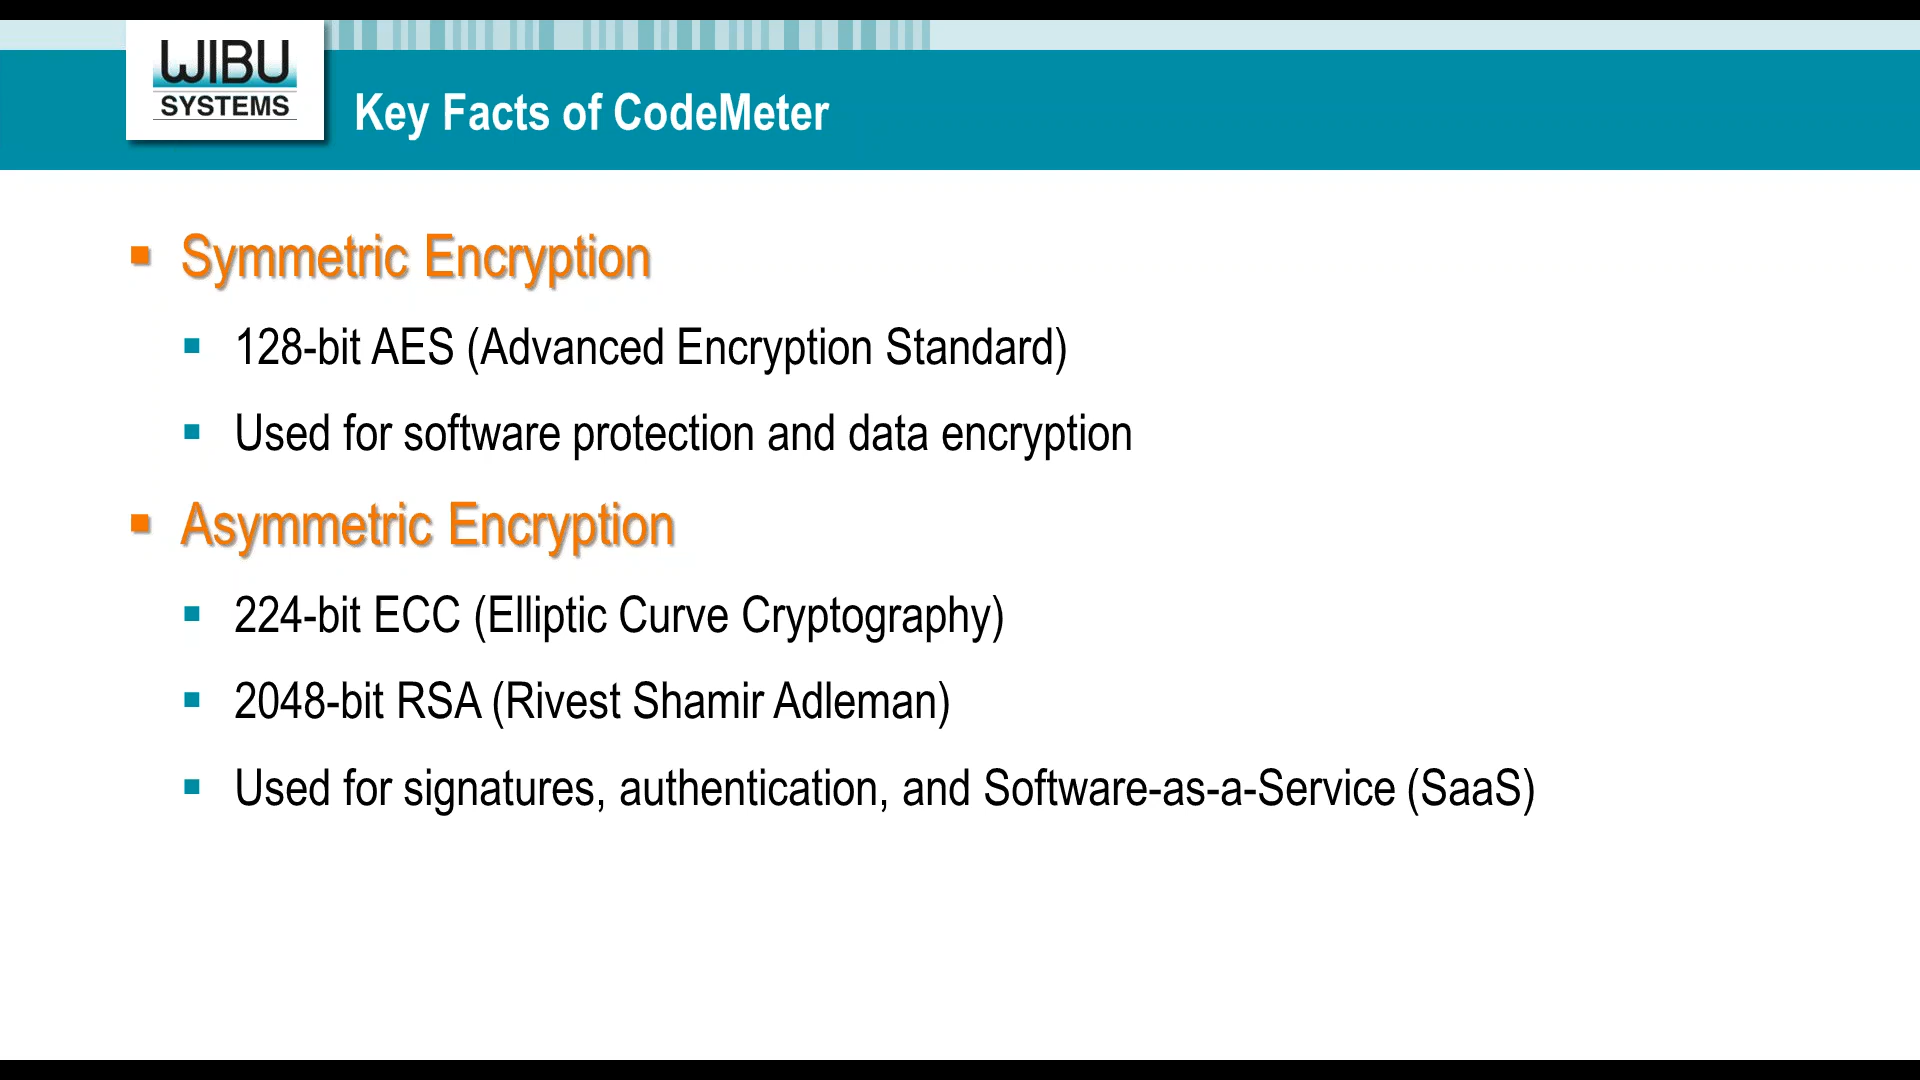 WIBU
SYSTEMS
Key Facts of CodeMeter
Symmetric Encryption
128-bit AES (Advanced Encryption Standard)
Used for software protection and data encryption
Asymmetric Encryption
224-bit ECC (Elliptic Curve Cryptography)
2048-bit RSA (Rivest Shamir Adleman)
Used for signatures, authentication, and Software-as-a-Service (SaaS)